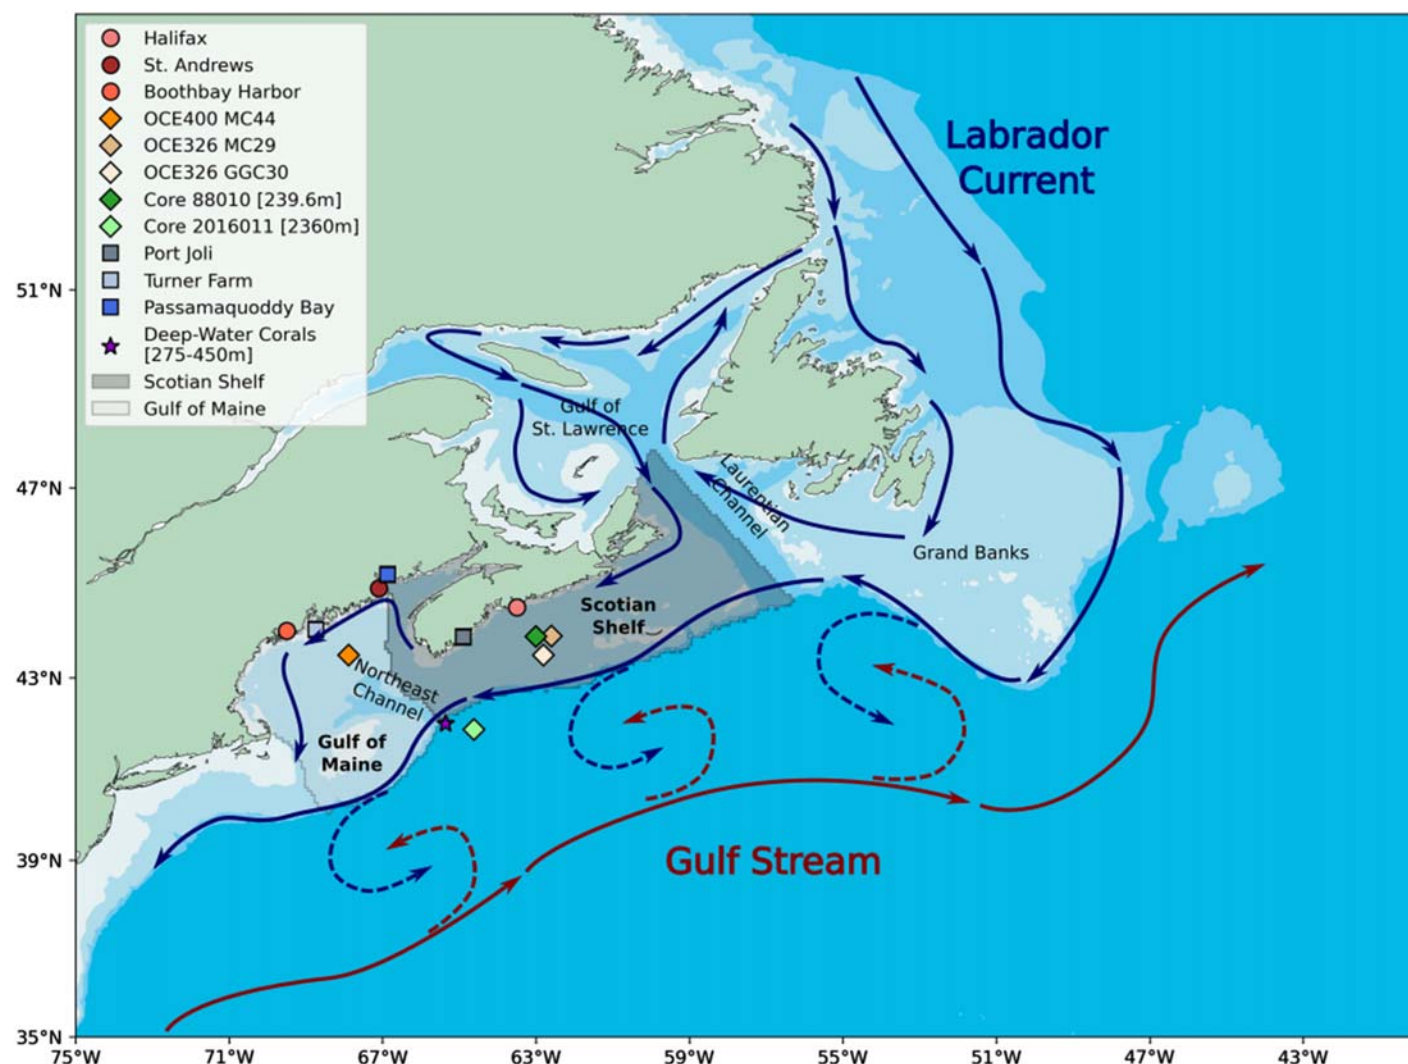 Halifax
St. Andrews
Boothbay Harbor
OCE400 MC44
OCE326 MC29
OCE326 GGC30
Core 88010 [239.6m]
Core 2016011 [2360m]
Port Joli
Turner Farm
Passamaquoddy Bay
Deep-Water Corals
[275-450m]
Scotian Shelf
Gulf of Maine
Labrador
Current
Gulf of
St. Lawrence
Laurentian
Channel
Grand Banks
Scotian
Shelf
Northeast
Channel
Gulf of
Maine
Gulf Stream
51°N
47°N
43°N
39°N
35°N
75°W
71°W
67°W
63°W
59°W
55°W
51°W
47°W
43°W